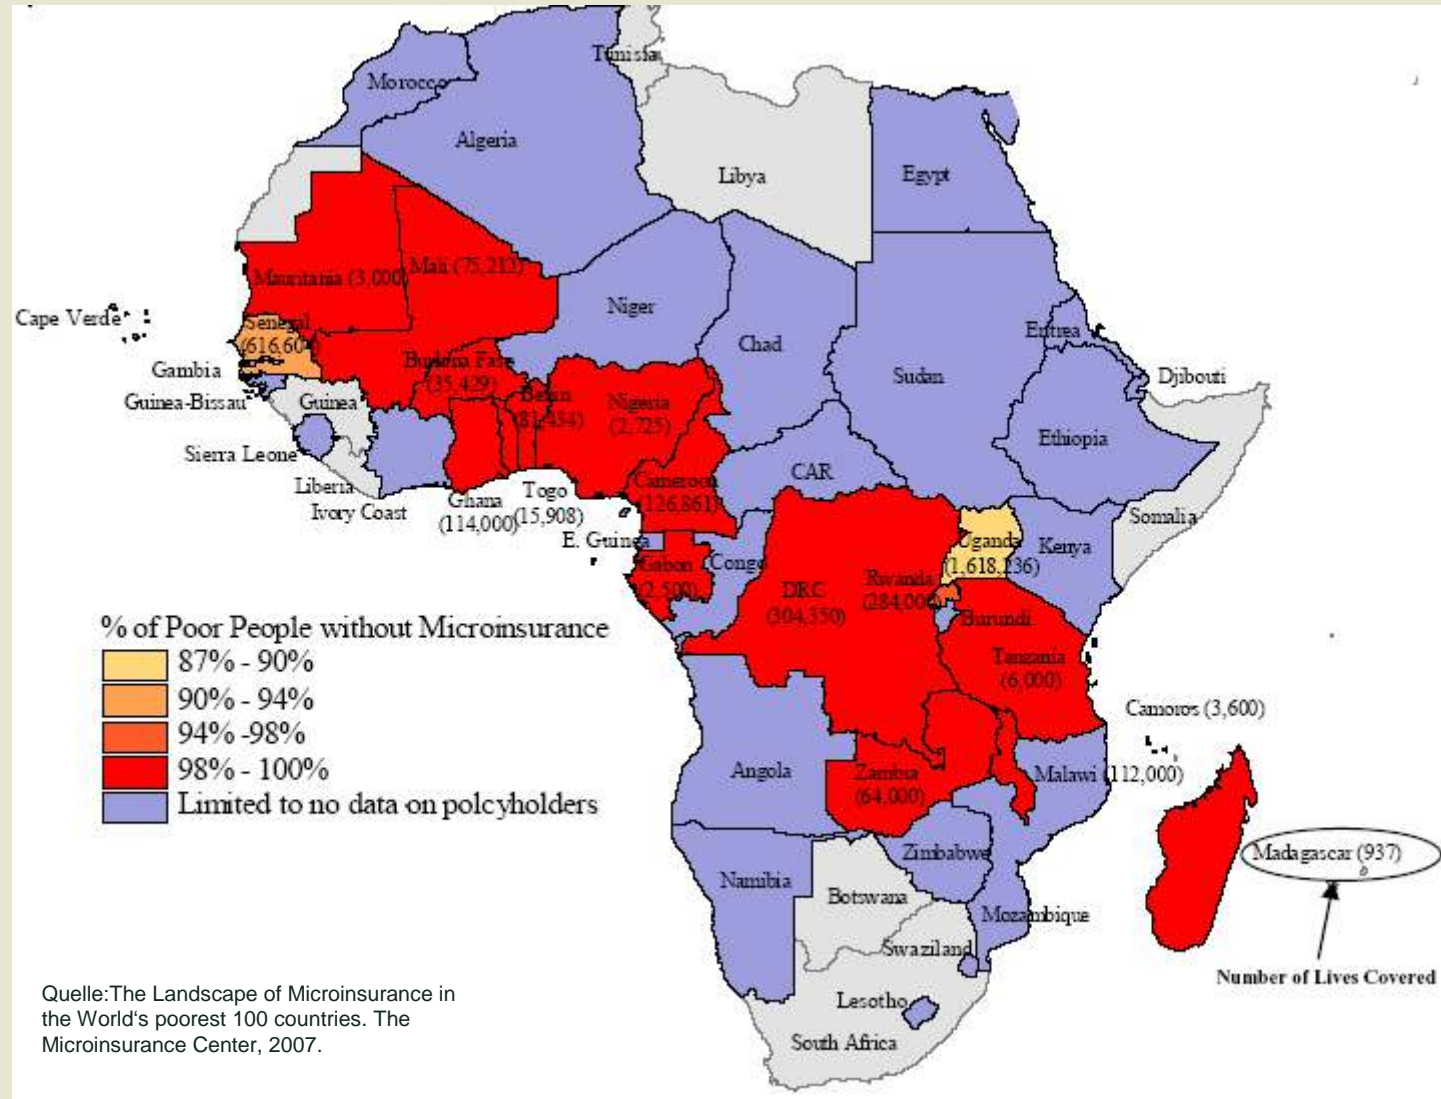 Tunisia
Morocco
Algeria
Libya
Egypt
Mauritania (3,000)
Mali (75,212)
Niger
Chad
Sudan
Eritrea
Cape Verde
Senegal
Gambia
Guinea-Bissau
Guinea
Burkina Faso
(35,429)
Benin
(81,434)
Nigeria
(2,725)
Djibouti
Ethiopia
Sierra Leone
Liberia
Ivory Coast
Ghana
(114,000)
Togo
(15,908)
Cameroon
(126,861)
CAR
Somalia
E. Guinea
Gabon
(2,500)
Congo
DRC
(304,350)
Rwanda
Uganda
(1,618,236)
Kenya
Burundi
Tanzania
(6,000)
% of Poor People without Microinsurance
87% - 90%
90% - 94%
94% -98%
98% - 100%
Limited to no data on polcyholders
Camoros (3,600)
Angola
Zambia
(64,000)
Malawi (112,000)
Madagascar (937)
Number of Lives Covered
Zimbabwe
Namibia
Botswana
Mozambique
Swaziland
Lesotho
South Africa
Quelle:The Landscape of Microinsurance in
the World‘s poorest 100 countries. The
Microinsurance Center, 2007.